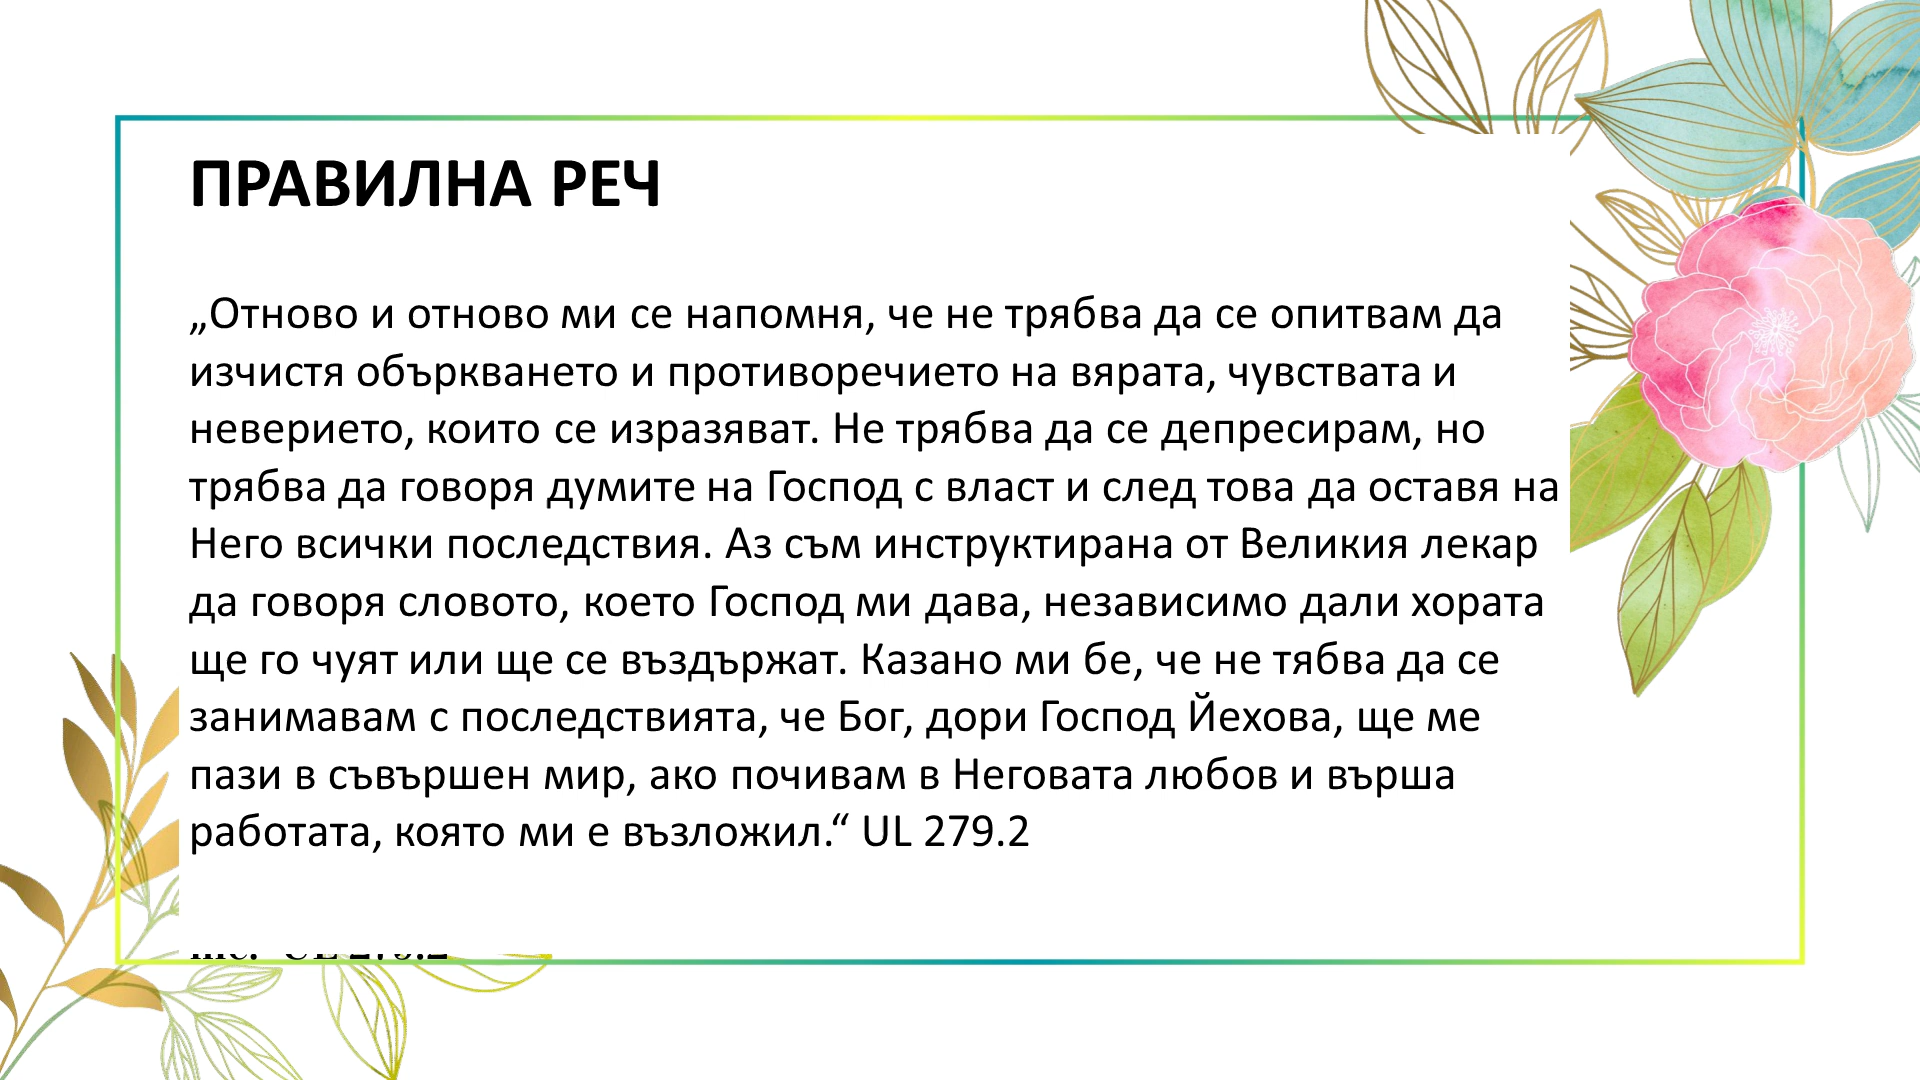 ПРАВИЛНА РЕЧ
„Отново и отново ми се напомня, че не трябва да се опитвам да
изчистя объркването и противоречието на вярата, чувствата и
неверието, които се изразяват. Не трябва да се депресирам, но
трябва да говоря думите на Господ с власт и след това да оставя на
Него всички последствия. Аз съм инструктирана от Великия лекар
да говоря словото, което Господ ми дава, независимо дали хората
ще го чуят или ще се въздържат. Казано ми бе, че не тябва да се
занимавам с последствията, че Бог, дори Господ Йехова, ще ме
пази в съвършен мир, ако почивам в Неговата любов и върша
работата, която ми е възложил.“ UL 279.2